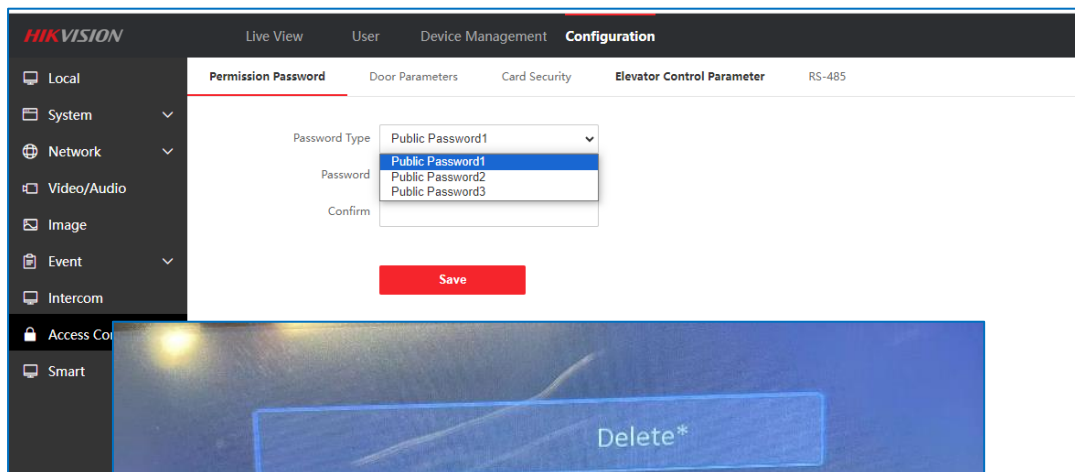 HIKVISION Live View User Device Management Configuration
Local
System
Network
Video/Audio
Image
Event
Intercom
Access Co
Smart
Permission Password Door Parameters Card Security Elevator Control Parameter RS-485
Password Type Public Password1
Public Password1
Public Password2
Public Password3
Password
Confirm
Save
Delete*